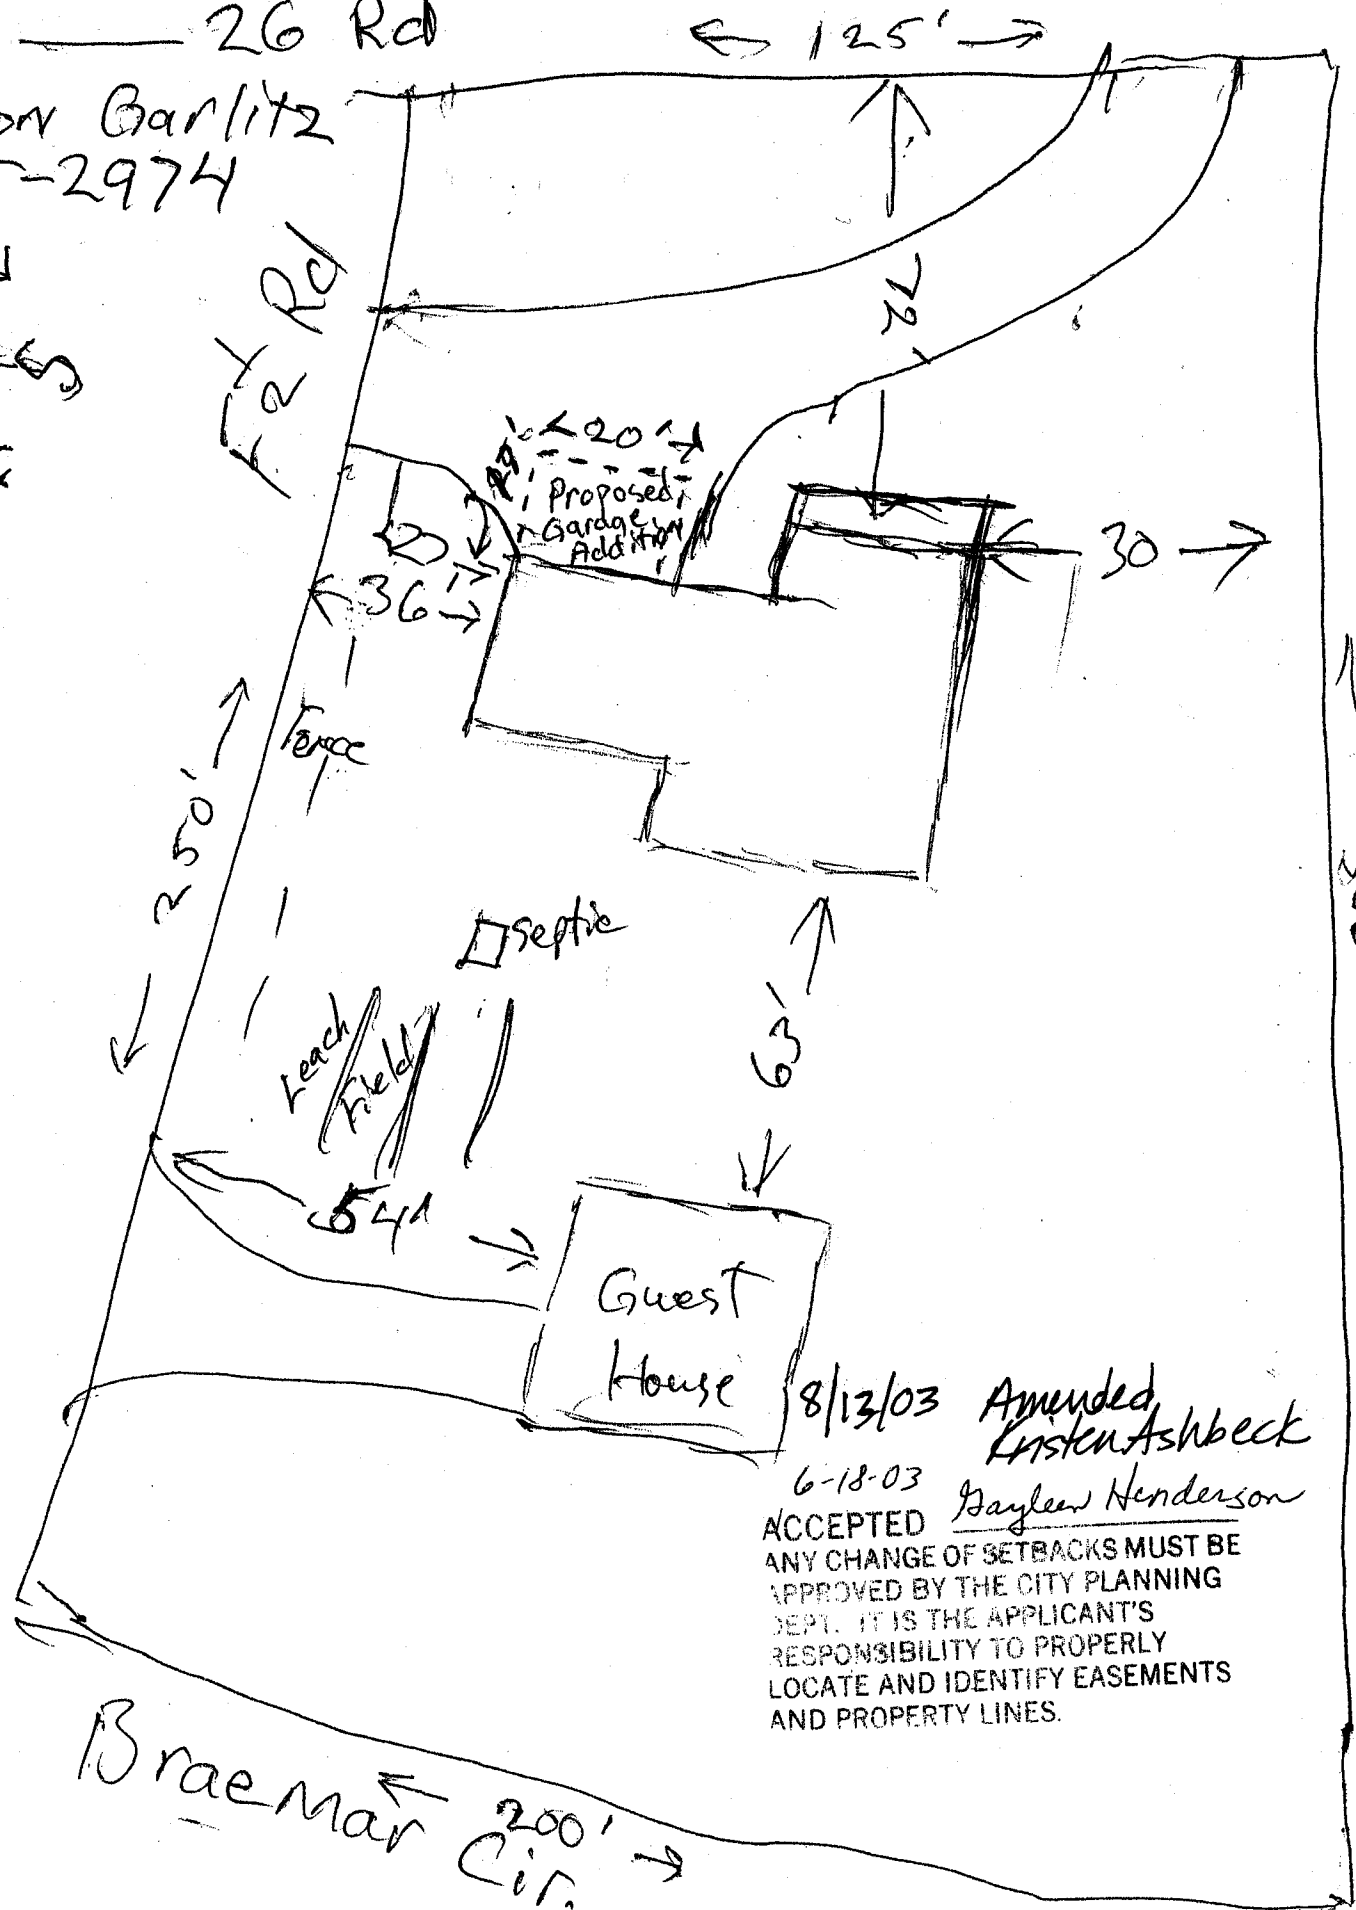 26 Rd
125'
Garlitz
-2974
Rd
20'
Proposed
Garage
Addition
30
36'
Fence
250'
septic
Leach
Field
63'
54'
Guest
House
8/13/03 Amended
Kristen Ashbeck
6-18-03
ACCEPTED Gayleen Henderson
ANY CHANGE OF SETBACKS MUST BE
APPROVED BY THE CITY PLANNING
DEPT. IT IS THE APPLICANT'S
RESPONSIBILITY TO PROPERLY
LOCATE AND IDENTIFY EASEMENTS
AND PROPERTY LINES.
Braemar Cir.
200'